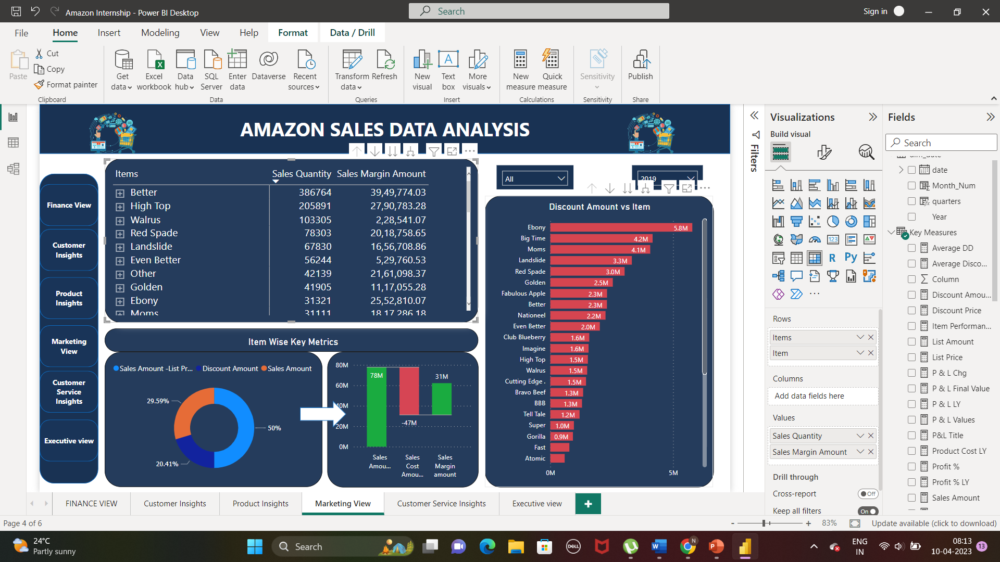 Amazon Internship - Power BI Desktop
Search
Sign in
File Home Insert Modeling View Help Format Data / Drill
Paste
Cut
Copy
Format painter
Clipboard
Get data
Excel workbook
Data hub
SQL Server
Enter data
Dataverse
Recent sources
Data
Transform data
Refresh
Queries
New visual
Text box
More visuals
Insert
New measure
Quick measure
Calculations
Sensitivity
Sensitivity
Publish
Share
AMAZON SALES DATA ANALYSIS
Finance View
Customer Insights
Product Insights
Marketing View
Customer Service Insights
Executive view
Items Sales Quantity Sales Margin Amount
Better 386764 39,49,774.03
High Top 205891 27,90,783.28
Walrus 103305 2,28,541.07
Red Spade 78303 20,18,758.65
Landslide 67830 16,56,708.86
Even Better 56244 5,29,760.53
Other 42139 21,61,098.37
Golden 41905 11,17,055.28
Ebony 31321 25,52,810.07
Moms 31111 18,17,286.18
All
2019
Item Wise Key Metrics
Sales Amount -List Pr... Discount Amount Sales Amount
29.59%
50%
20.41%
80M
60M
40M
20M
0M
78M
-47M
31M
Sales Amou...
Sales Cost Amou...
Sales Margin amount
Discount Amount vs Item
Ebony 5.8M
Big Time 4.2M
Moms 4.1M
Landslide 3.3M
Red Spade 3.0M
Golden 2.5M
Fabulous Apple 2.3M
Better 2.3M
Nationeel 2.2M
Even Better 2.0M
Club Blueberry 1.6M
Imagine 1.6M
High Top 1.5M
Walrus 1.5M
Cutting Edge . 1.5M
Bravo Beef 1.3M
BBB 1.3M
Tell Tale 1.2M
Super 1.0M
Gorilla 0.9M
Fast
Atomic
0M 5M
Filters
Visualizations
Build visual
123
R Py
Rows
Items
Item
Columns
Add data fields here
Values
Sales Quantity
Sales Margin Amount
Drill through
Cross-report Off
Keep all filters On
Fields
Search
dim_date
date
Month_Num
quarters
Year
Key Measures
Average DD
Average Disco...
Column
Discount Amou...
Discount Price
Item Performan...
List Amount
List Price
P & L Chg
P & L Final Value
P & L LY
P & L Values
P&L Title
Product Cost LY
Profit %
Profit % LY
Sales Amount
FINANCE VIEW Customer Insights Product Insights Marketing View Customer Service Insights Executive view
Page 4 of 6
83%
Update available (click to download)
24°C
Partly sunny
Search
DELL
ENG
IN
08:13
10-04-2023
13